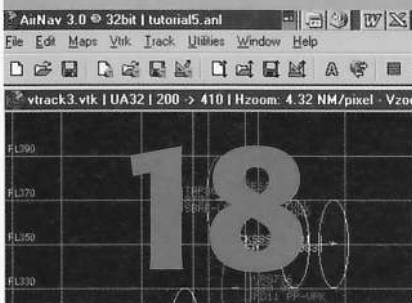 AirNav 3.0 © 32bit | tutorial5.anl
File Edit Maps Vtrk Track Utilities Window Help
vtrack3.vtk | UA32 | 200 -> 410 | Hzoom: 4.32 NM/pixel - Vzoo
FL390
18
FL370
FL350
FL330